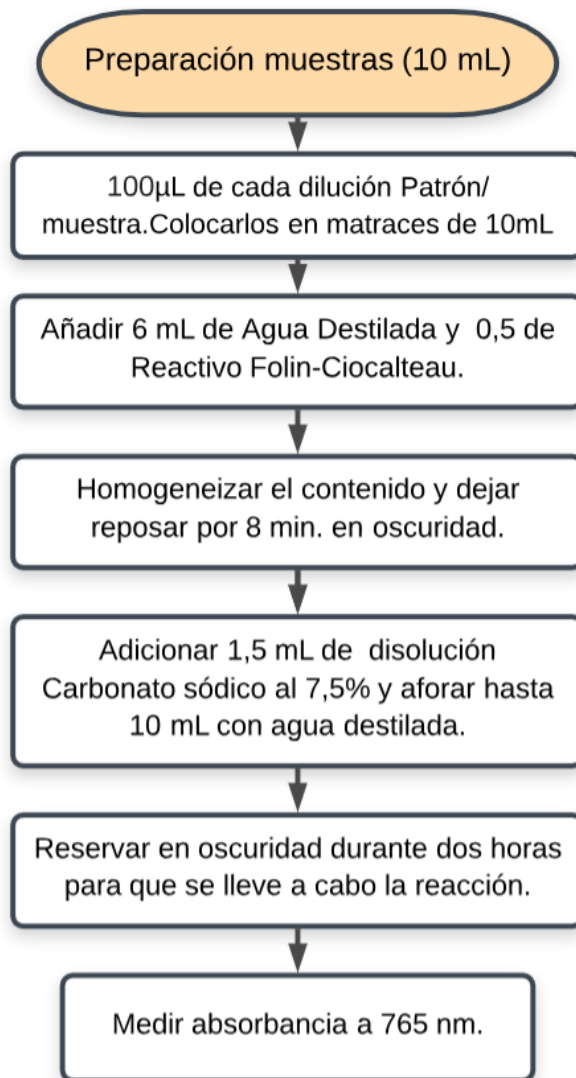 Preparación muestras (10 mL)
100µL de cada dilución Patrón/
muestra.Colocarlos en matraces de 10mL
Añadir 6 mL de Agua Destilada y  0,5 de
Reactivo Folin-Ciocalteau.
Homogeneizar el contenido y dejar
reposar por 8 min. en oscuridad.
Adicionar 1,5 mL de  disolución
Carbonato sódico al 7,5% y aforar hasta
10 mL con agua destilada.
Reservar en oscuridad durante dos horas
para que se lleve a cabo la reacción.
Medir absorbancia a 765 nm.